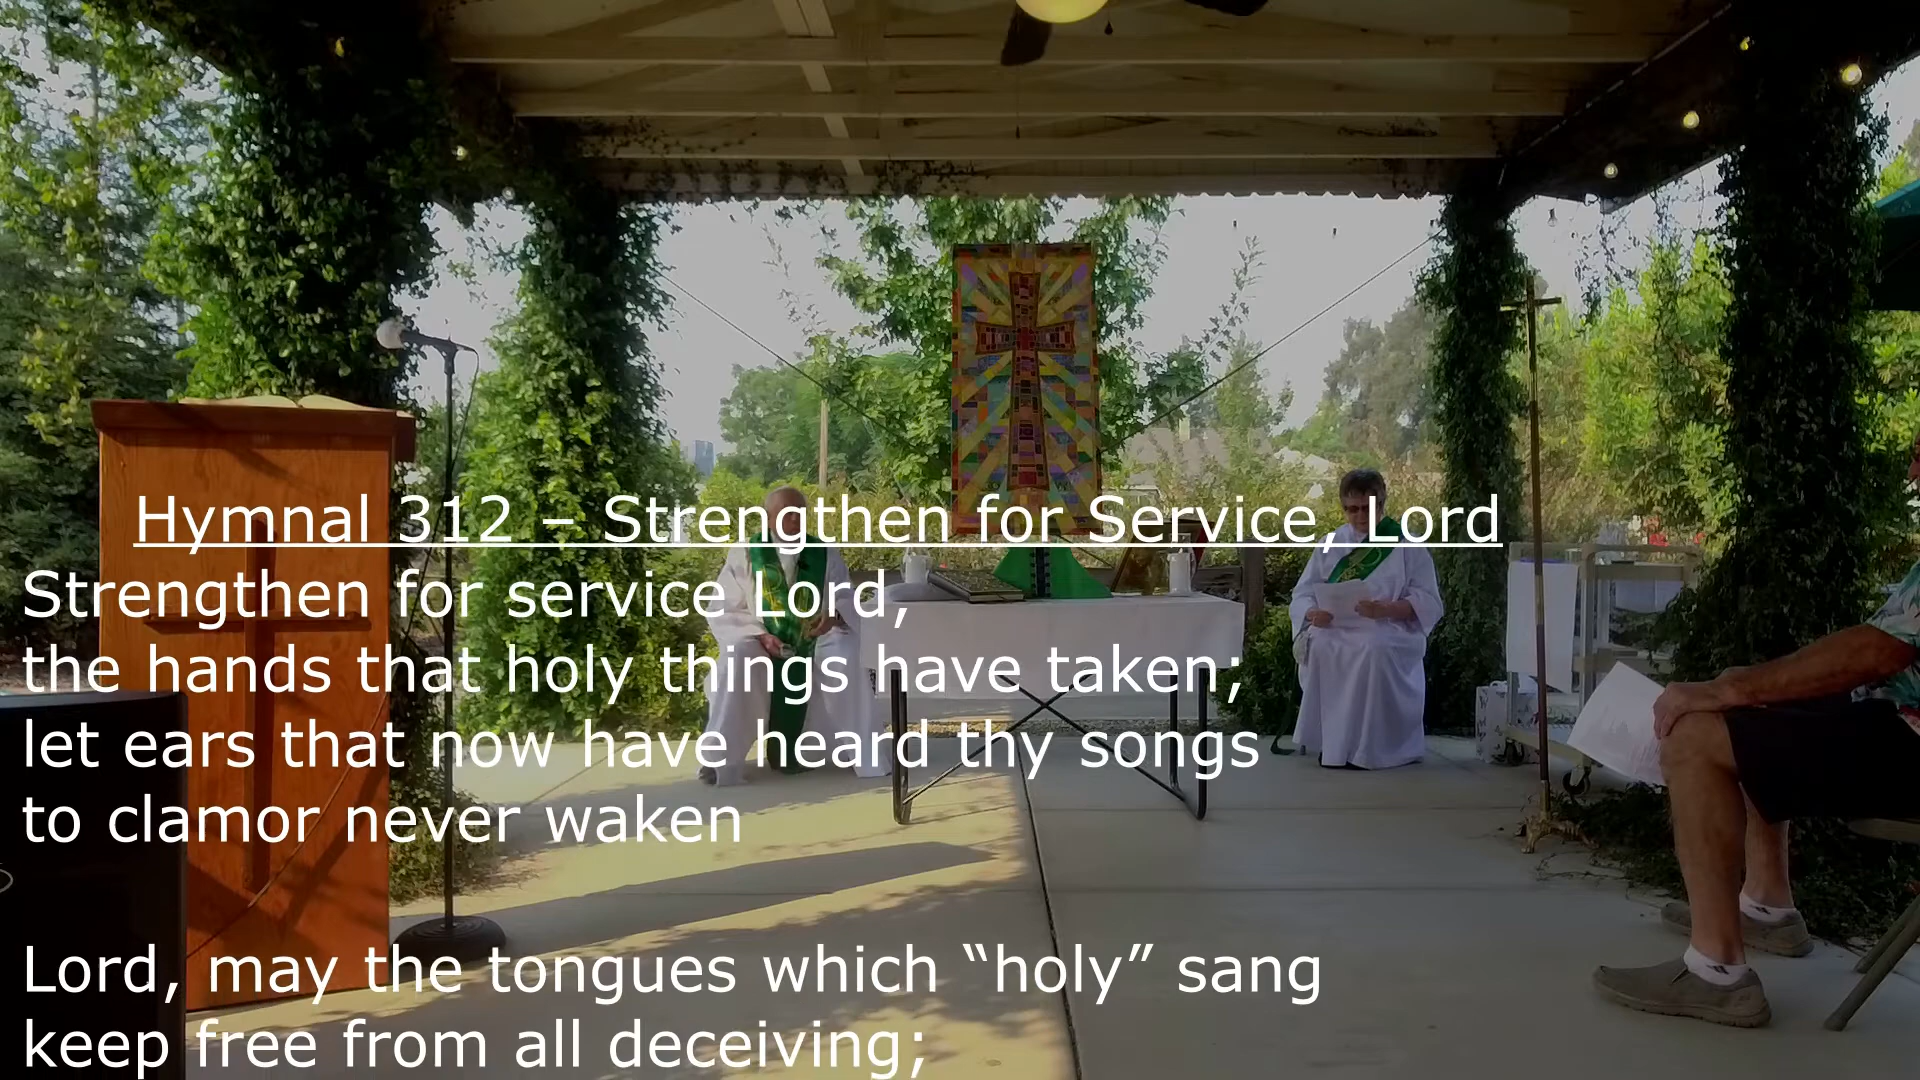 Hymnal 312 – Strengthen for Service, Lord
Strengthen for service Lord,
the hands that holy things have taken;
let ears that now have heard thy songs
to clamor never waken
Lord, may the tongues which “holy” sang
keep free from all deceiving;